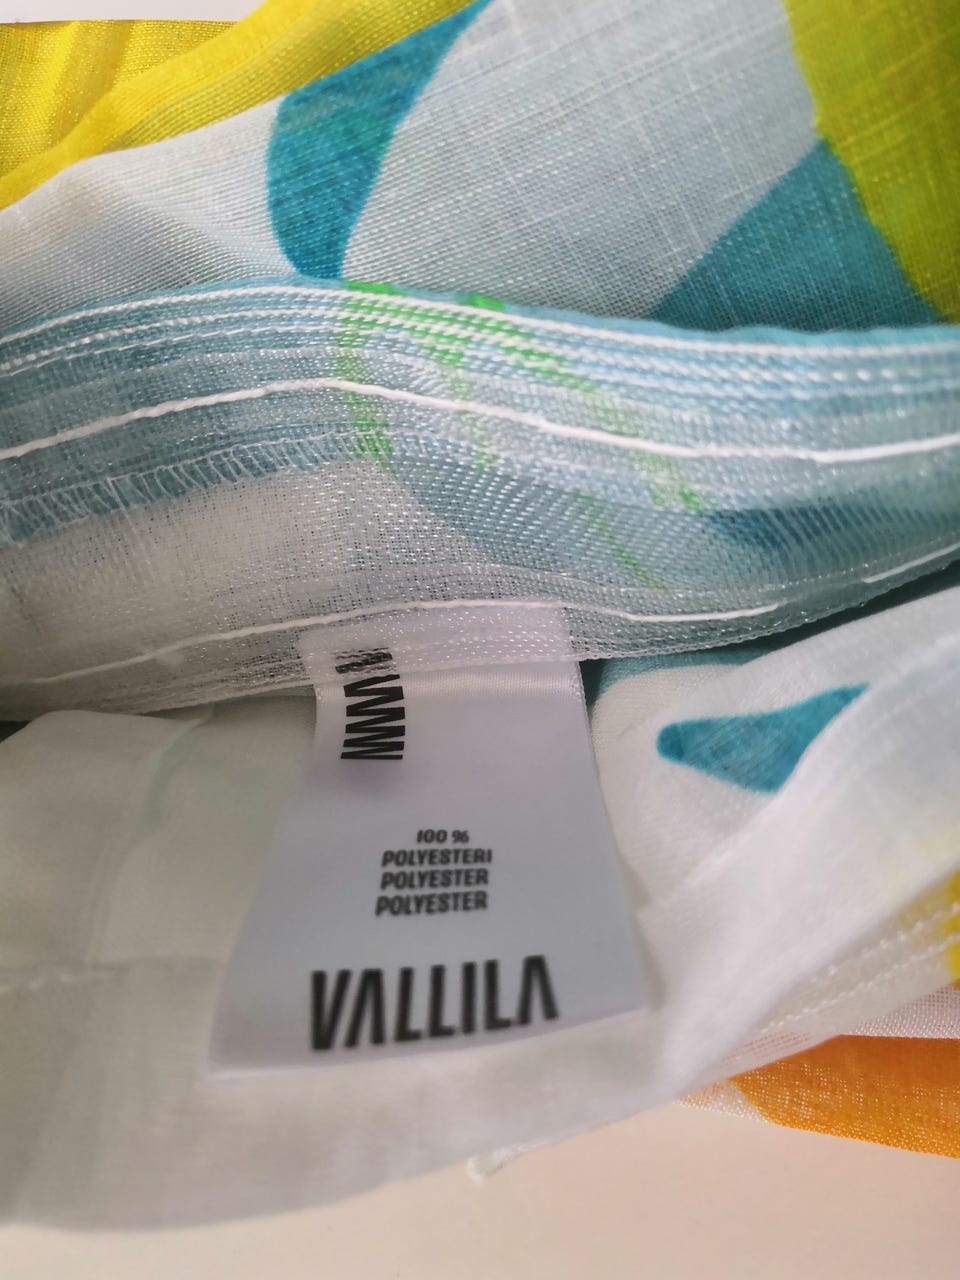 100 %
POLYESTERI
POLYESTER
POLYESTER
VALLILA